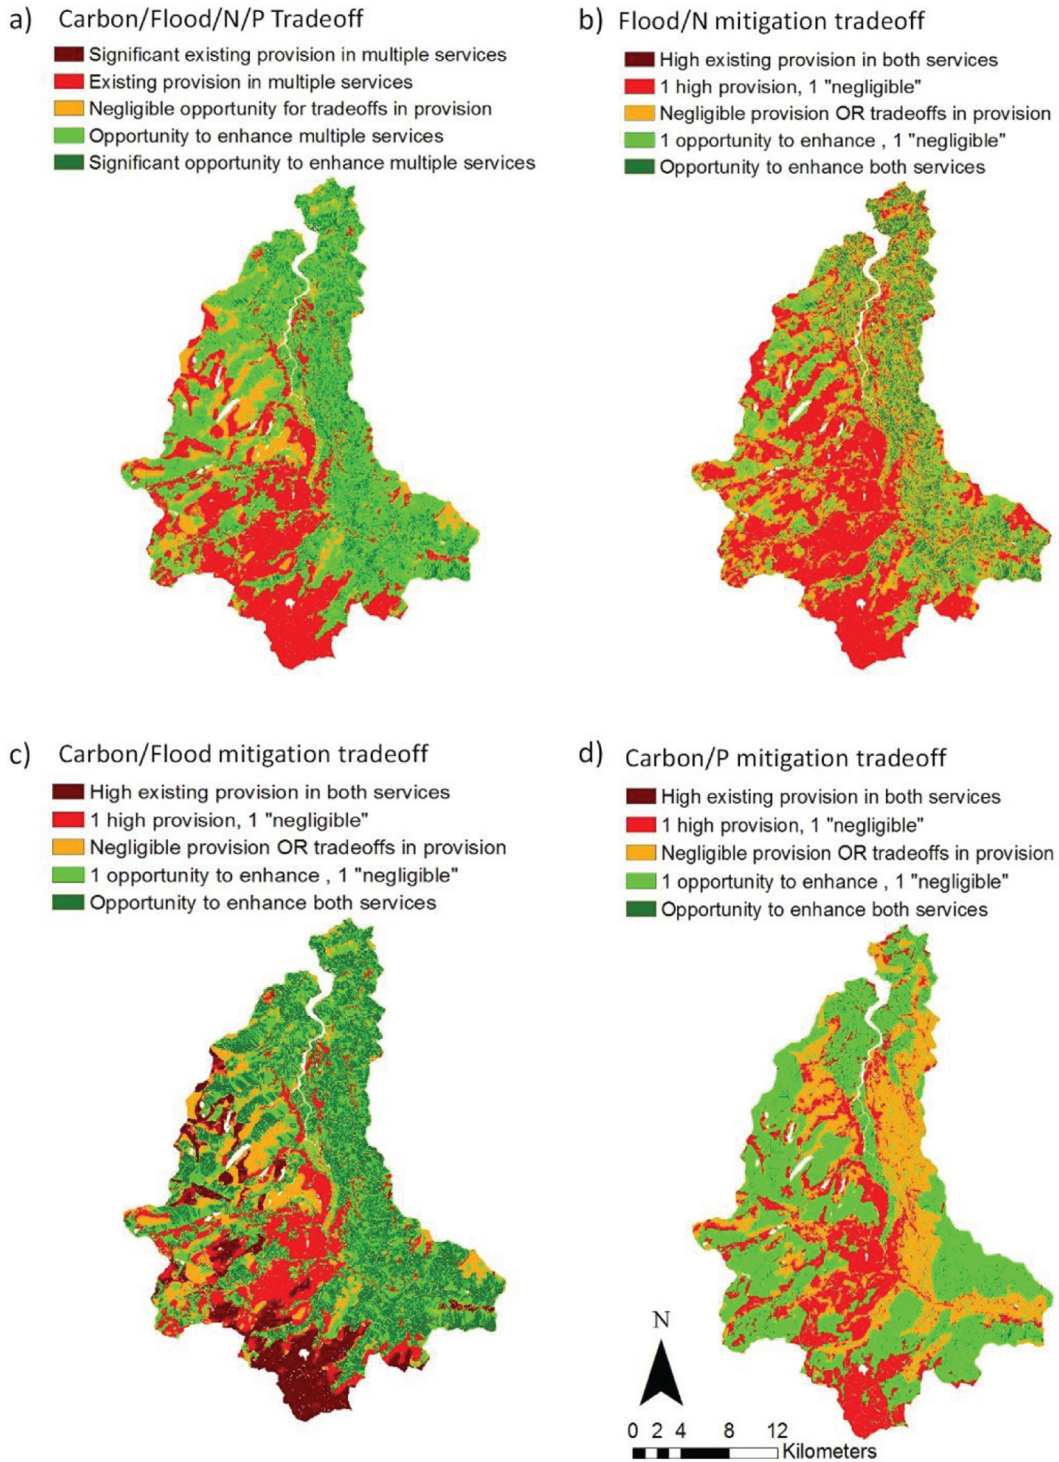 a) Carbon/Flood/N/P Tradeoff
Significant existing provision in multiple services
Existing provision in multiple services
Negligible opportunity for tradeoffs in provision
Opportunity to enhance multiple services
Significant opportunity to enhance multiple services
b) Flood/N mitigation tradeoff
High existing provision in both services
1 high provision, 1 "negligible"
Negligible provision OR tradeoffs in provision
1 opportunity to enhance , 1 "negligible"
Opportunity to enhance both services
c) Carbon/Flood mitigation tradeoff
High existing provision in both services
1 high provision, 1 "negligible"
Negligible provision OR tradeoffs in provision
1 opportunity to enhance , 1 "negligible"
Opportunity to enhance both services
d) Carbon/P mitigation tradeoff
High existing provision in both services
1 high provision, 1 "negligible"
Negligible provision OR tradeoffs in provision
1 opportunity to enhance , 1 "negligible"
Opportunity to enhance both services
N
0 2 4 8 12
Kilometers